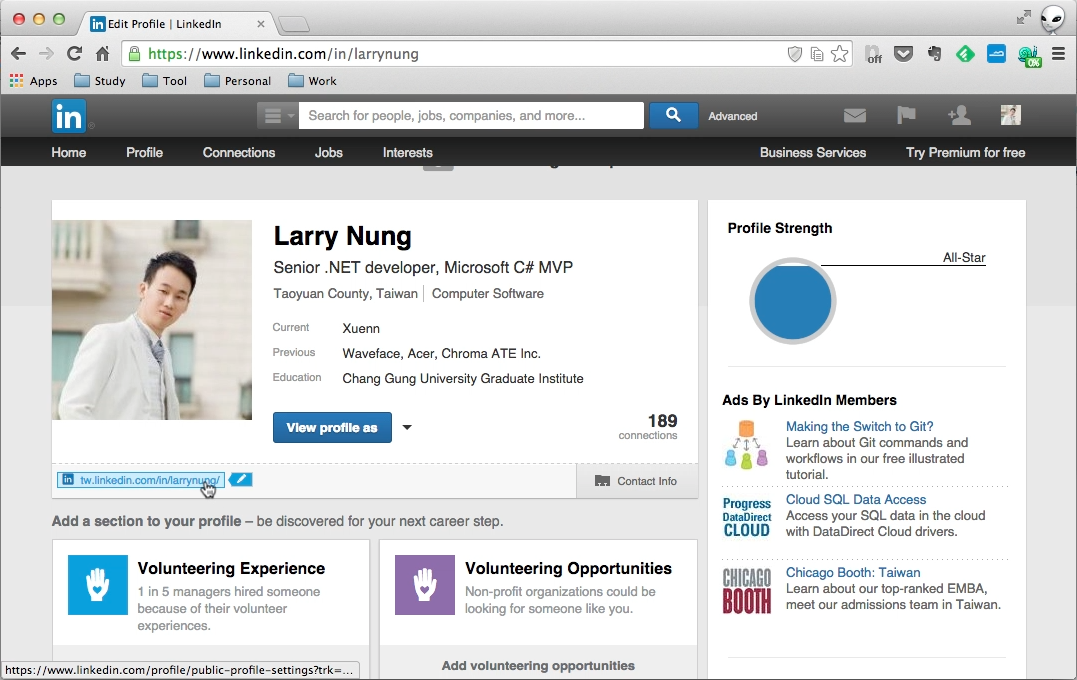 Edit Profile | LinkedIn
https://www.linkedin.com/in/larrynung
off
0%
Apps Study Tool Personal Work
in
Search for people, jobs, companies, and more...
Advanced
Home Profile Connections Jobs Interests Business Services Try Premium for free
Larry Nung
Senior .NET developer, Microsoft C# MVP
Taoyuan County, Taiwan Computer Software
Current Xuenn
Previous Waveface, Acer, Chroma ATE Inc.
Education Chang Gung University Graduate Institute
View profile as
189
connections
in tw.linkedin.com/in/larrynung/
Contact Info
Add a section to your profile – be discovered for your next career step.
Volunteering Experience
1 in 5 managers hired someone
because of their volunteer
experiences.
Volunteering Opportunities
Non-profit organizations could be
looking for someone like you.
Add volunteering opportunities
Profile Strength
All-Star
Ads By LinkedIn Members
Making the Switch to Git?
Learn about Git commands and
workflows in our free illustrated
tutorial.
Progress
DataDirect
CLOUD
Cloud SQL Data Access
Access your SQL data in the cloud
with DataDirect Cloud drivers.
CHICAGO
BOOTH
Chicago Booth: Taiwan
Learn about our top-ranked EMBA,
meet our admissions team in Taiwan.
https://www.linkedin.com/profile/public-profile-settings?trk=...